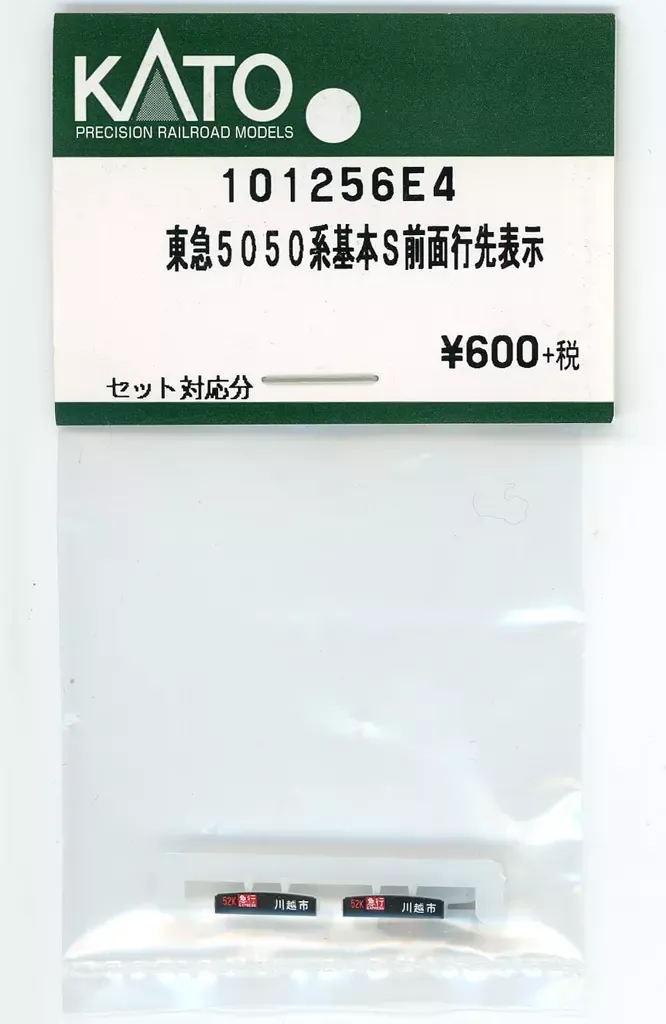 KATO
PRECISION RAILROAD MODELS
101256E4
東急5050系基本S前面行先表示
¥600+税
セット対応分
52K 急行 川越市
52K 急行 川越市